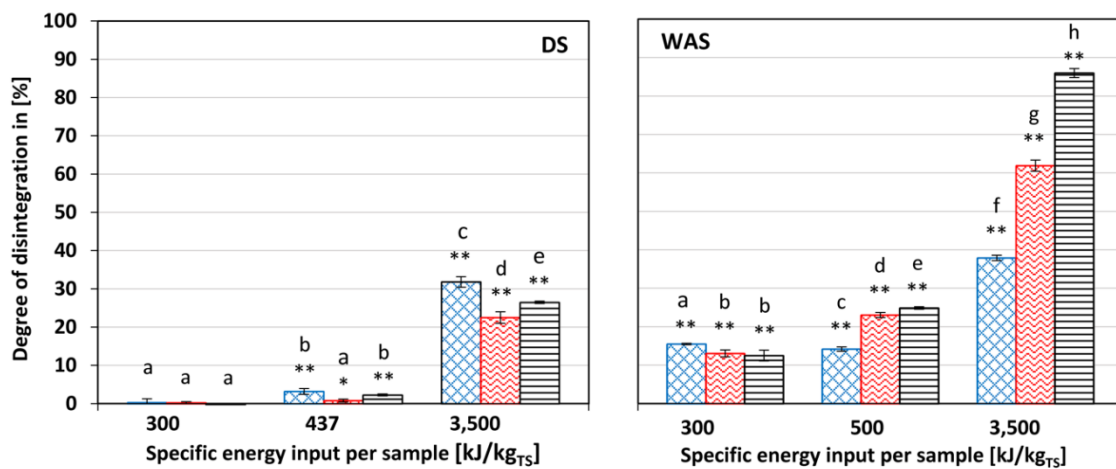 Degree of disintegration in [%]
100
90
80
70
60
50
40
30
20
10
0
DS
a a a
b a b
** * **
c d e
** ** **
300 437 3,500
Specific energy input per sample [kJ/kgTS]
WAS
a b b
** ** **
c d e
** ** **
f g h
** ** **
300 500 3,500
Specific energy input per sample [kJ/kgTS]